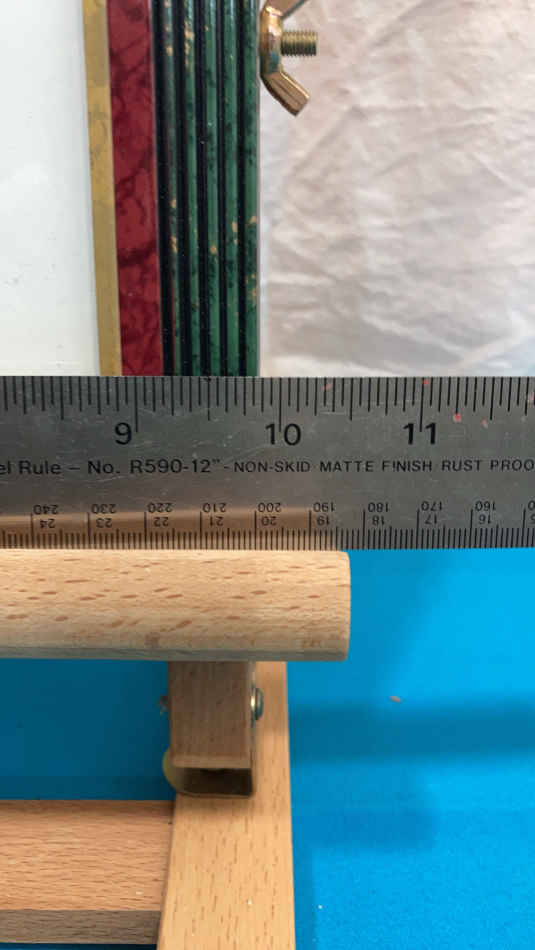 9 10 11
el Rule – No. R590-12"- NON-SKID MATTE FINISH RUST PROO
240 230 220 210 200 190 180 170 160
24 23 22 21 20 19 18 17 16